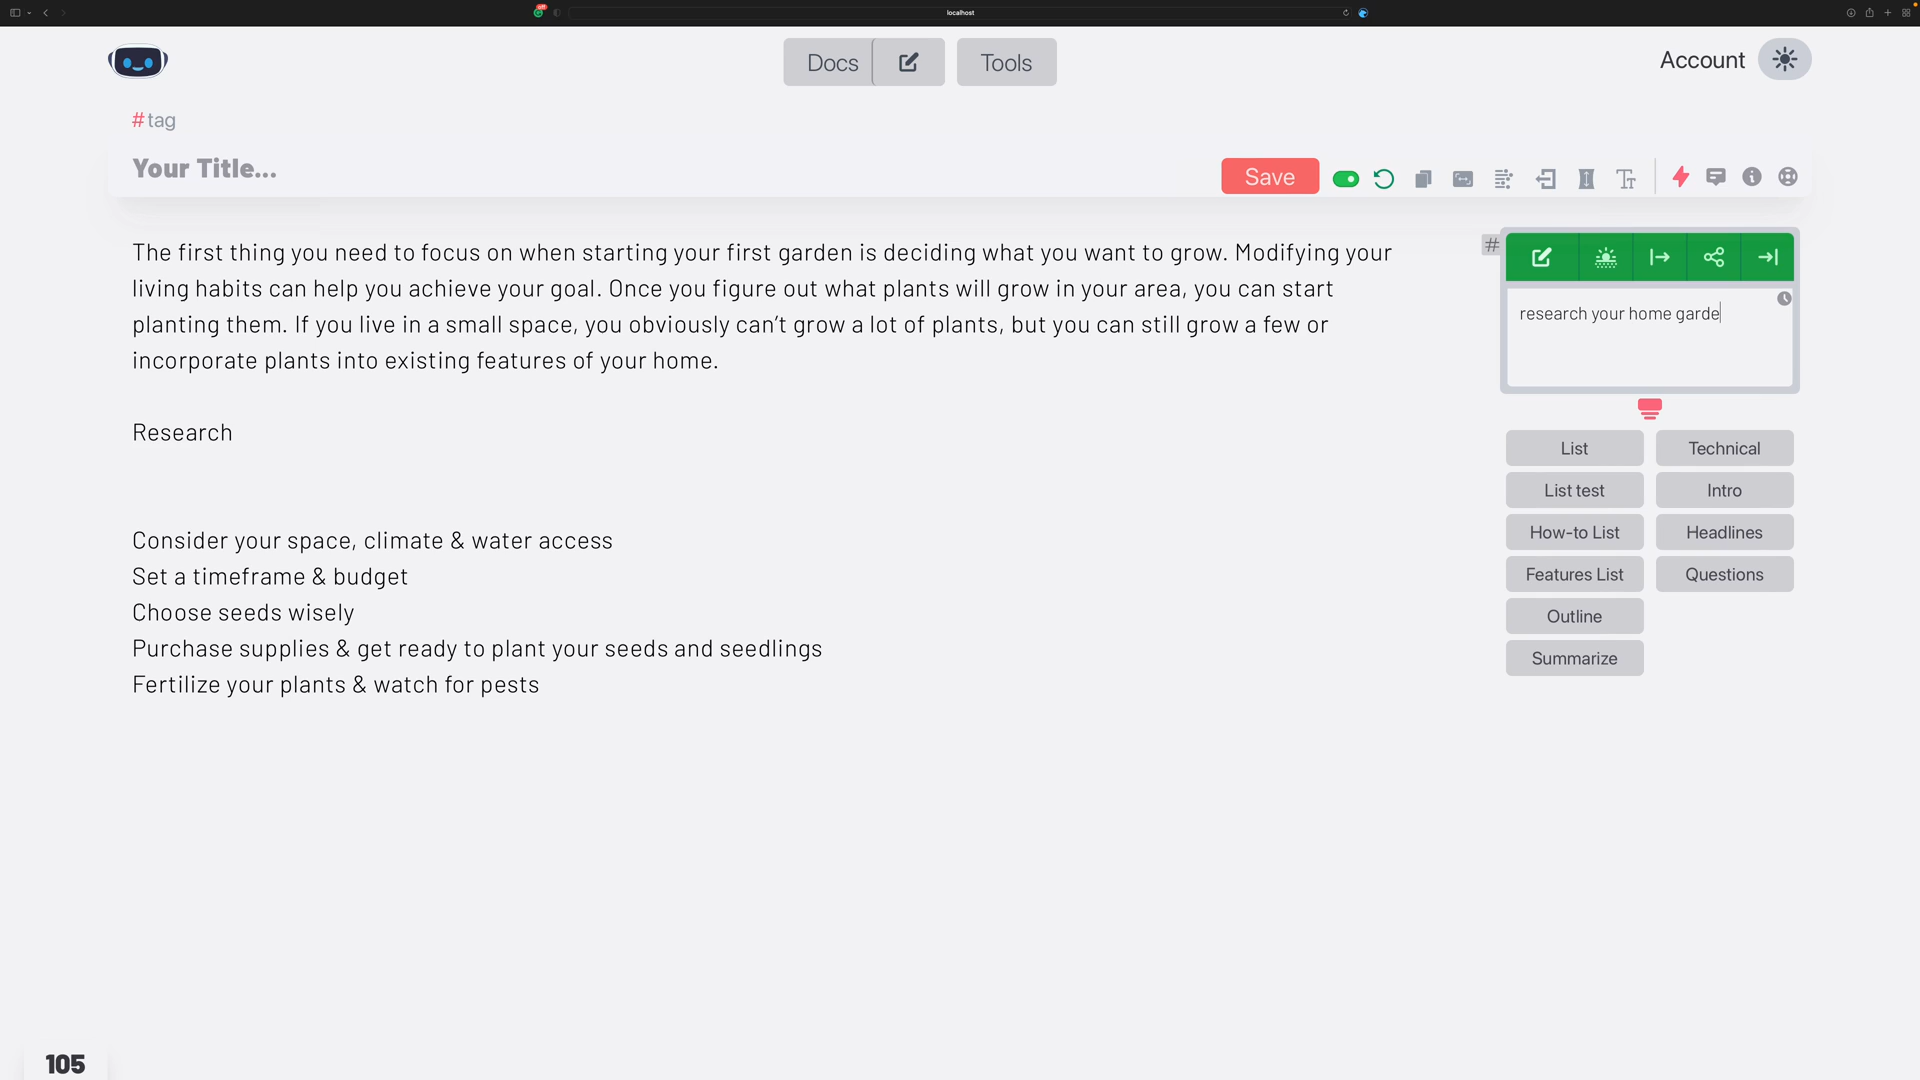 off
localhost
Docs
Tools
Account
#tag
Your Title...
Save
The first thing you need to focus on when starting your first garden is deciding what you want to grow. Modifying your
living habits can help you achieve your goal. Once you figure out what plants will grow in your area, you can start
planting them. If you live in a small space, you obviously can’t grow a lot of plants, but you can still grow a few or
incorporate plants into existing features of your home.
Research
Consider your space, climate & water access
Set a timeframe & budget
Choose seeds wisely
Purchase supplies & get ready to plant your seeds and seedlings
Fertilize your plants & watch for pests
#
research your home garde
List
Technical
List test
Intro
How-to List
Headlines
Features List
Questions
Outline
Summarize
105